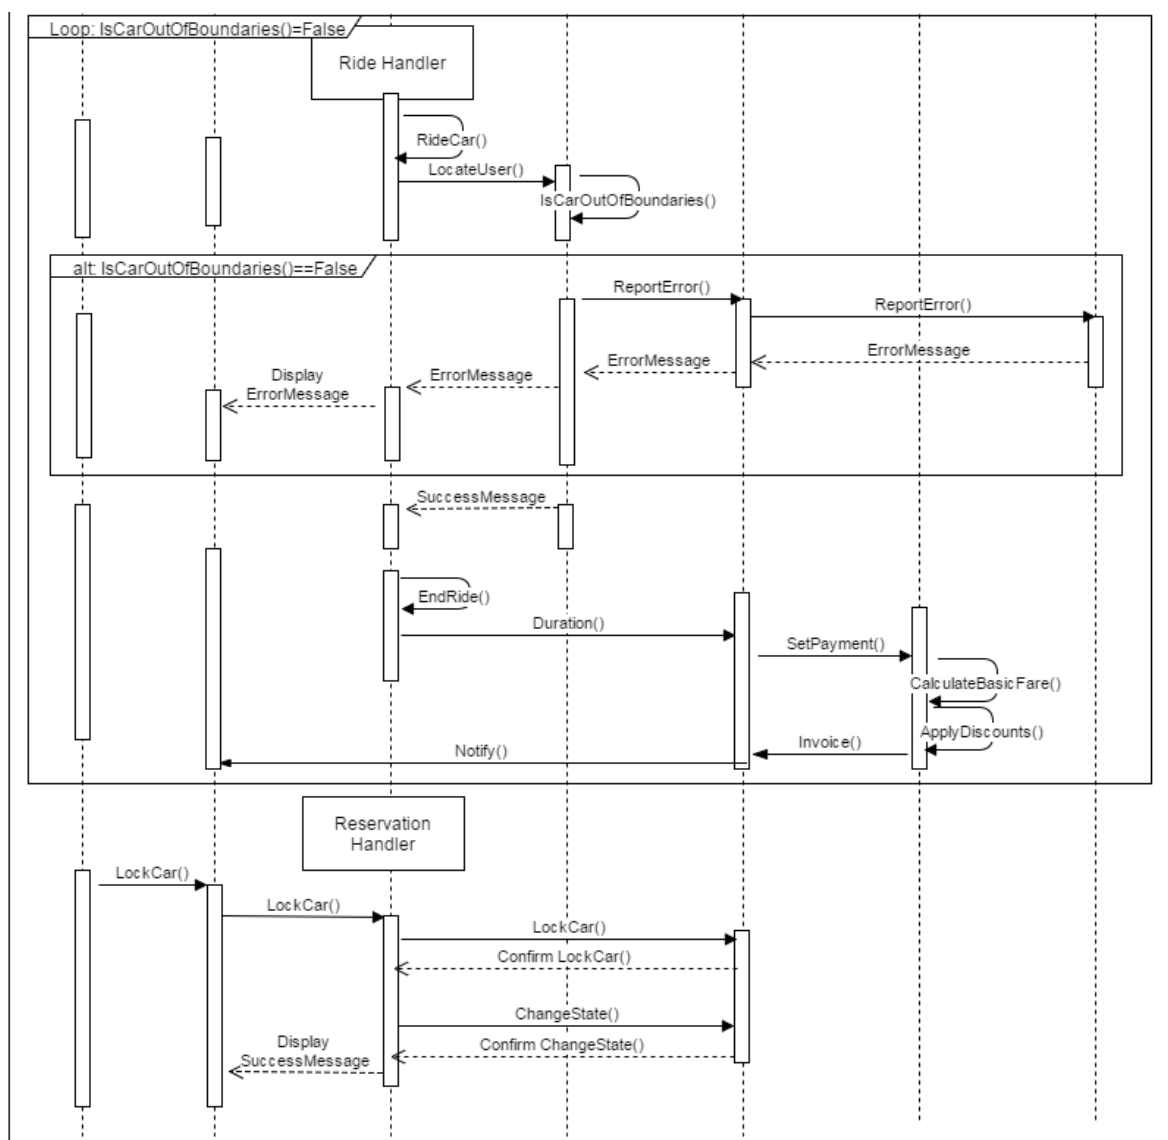 Loop: IsCarOutOfBoundaries()=False
Ride Handler
RideCar()
LocateUser()
IsCarOutOfBoundaries()
alt: IsCarOutOfBoundaries()==False
ReportError()
ReportError()
ErrorMessage
ErrorMessage
ErrorMessage
Display
ErrorMessage
SuccessMessage
EndRide()
Duration()
SetPayment()
CalculateBasicFare()
ApplyDiscounts()
Invoice()
Notify()
Reservation
Handler
LockCar()
LockCar()
LockCar()
Confirm LockCar()
ChangeState()
Confirm ChangeState()
Display
SuccessMessage